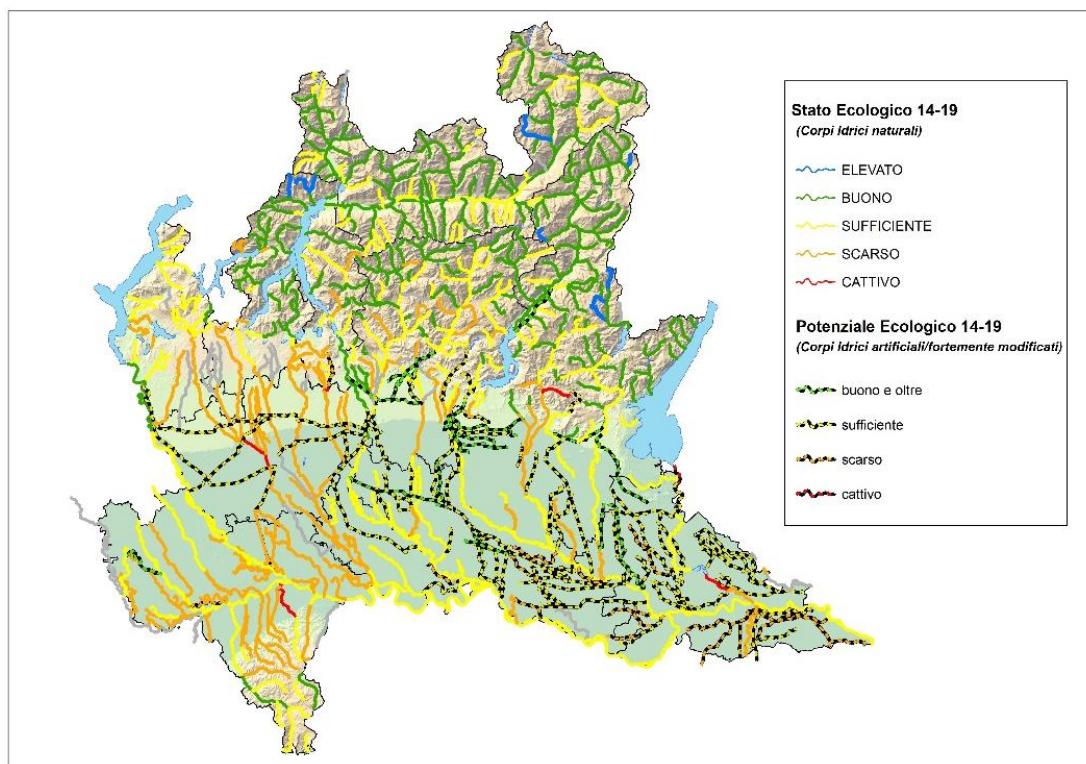 Stato Ecologico 14-19
(Corpi Idrici naturali)
ELEVATO
BUONO
SUFFICIENTE
SCARSO
CATTIVO
Potenziale Ecologico 14-19
(Corpi Idrici artificiali/fortemente modificati)
buono e oltre
sufficiente
scarso
cattivo